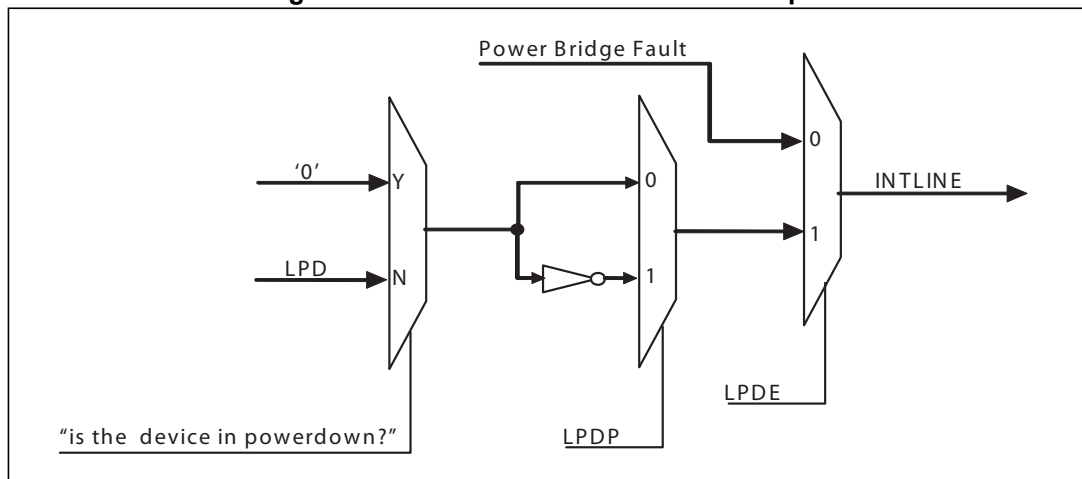 Power Bridge Fault
'0'
Y
0
0
INTLINE
LPD
N
1
1
LPDE
"is the device in powerdown?"
LPDP